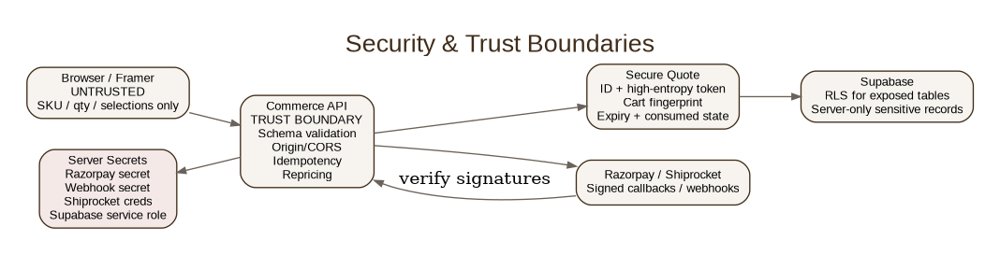 Security & Trust Boundaries
Browser / Framer
UNTRUSTED
SKU / qty / selections only
Server Secrets
Razorpay secret
Webhook secret
Shiprocket creds
Supabase service role
Commerce API
TRUST BOUNDARY
Schema validation
Origin/CORS
Idempotency
Repricing
verify signatures
Secure Quote
ID + high-entropy token
Cart fingerprint
Expiry + consumed state
Razorpay / Shiprocket
Signed callbacks / webhooks
Supabase
RLS for exposed tables
Server-only sensitive records